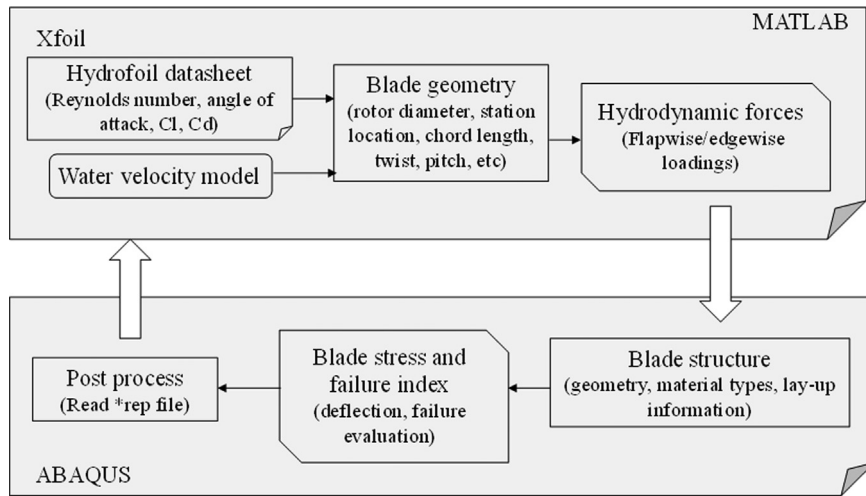 MATLAB
Xfoil
Hydrofoil datasheet
(Reynolds number, angle of
attack, Cl, Cd)
Water velocity model
Blade geometry
(rotor diameter, station
location, chord length,
twist, pitch, etc)
Hydrodynamic forces
(Flapwise/edgewise
loadings)
Blade structure
(geometry, material types, lay-up
information)
Blade stress and
failure index
(deflection, failure
evaluation)
Post process
(Read *rep file)
ABAQUS